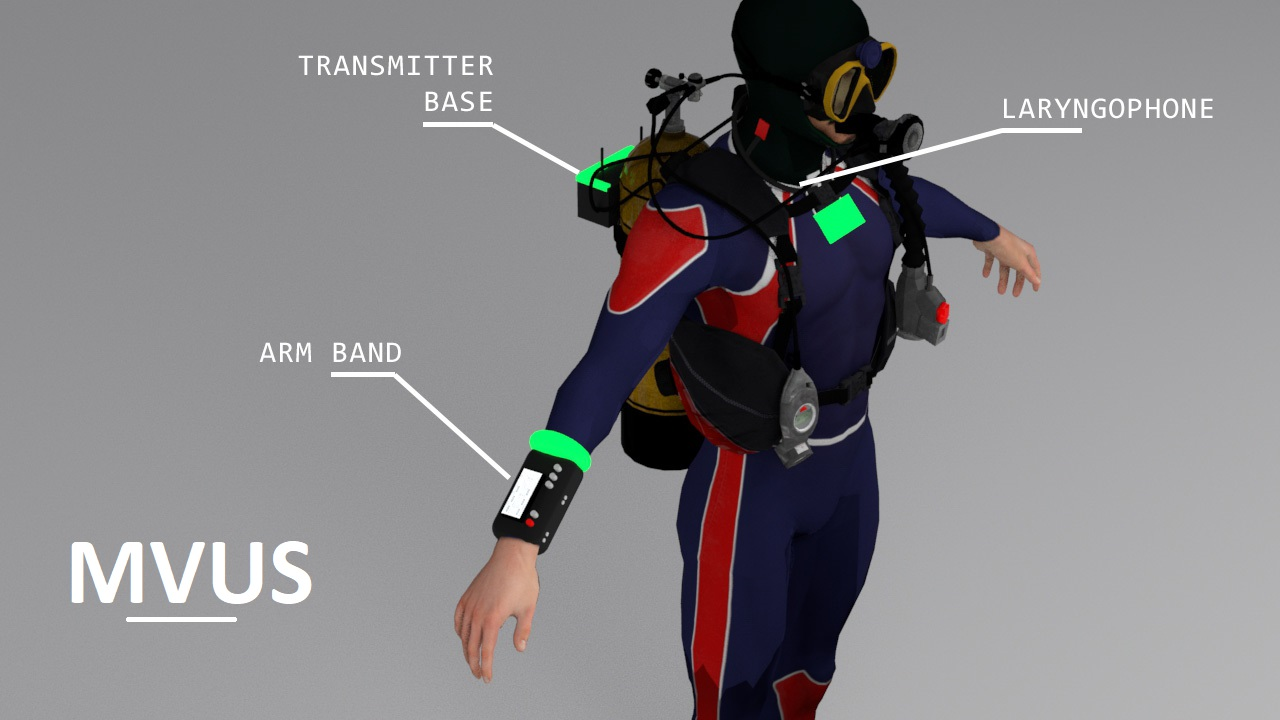 TRANSMITTER
BASE
LARYNGOPHONE
ARM BAND
MVUS